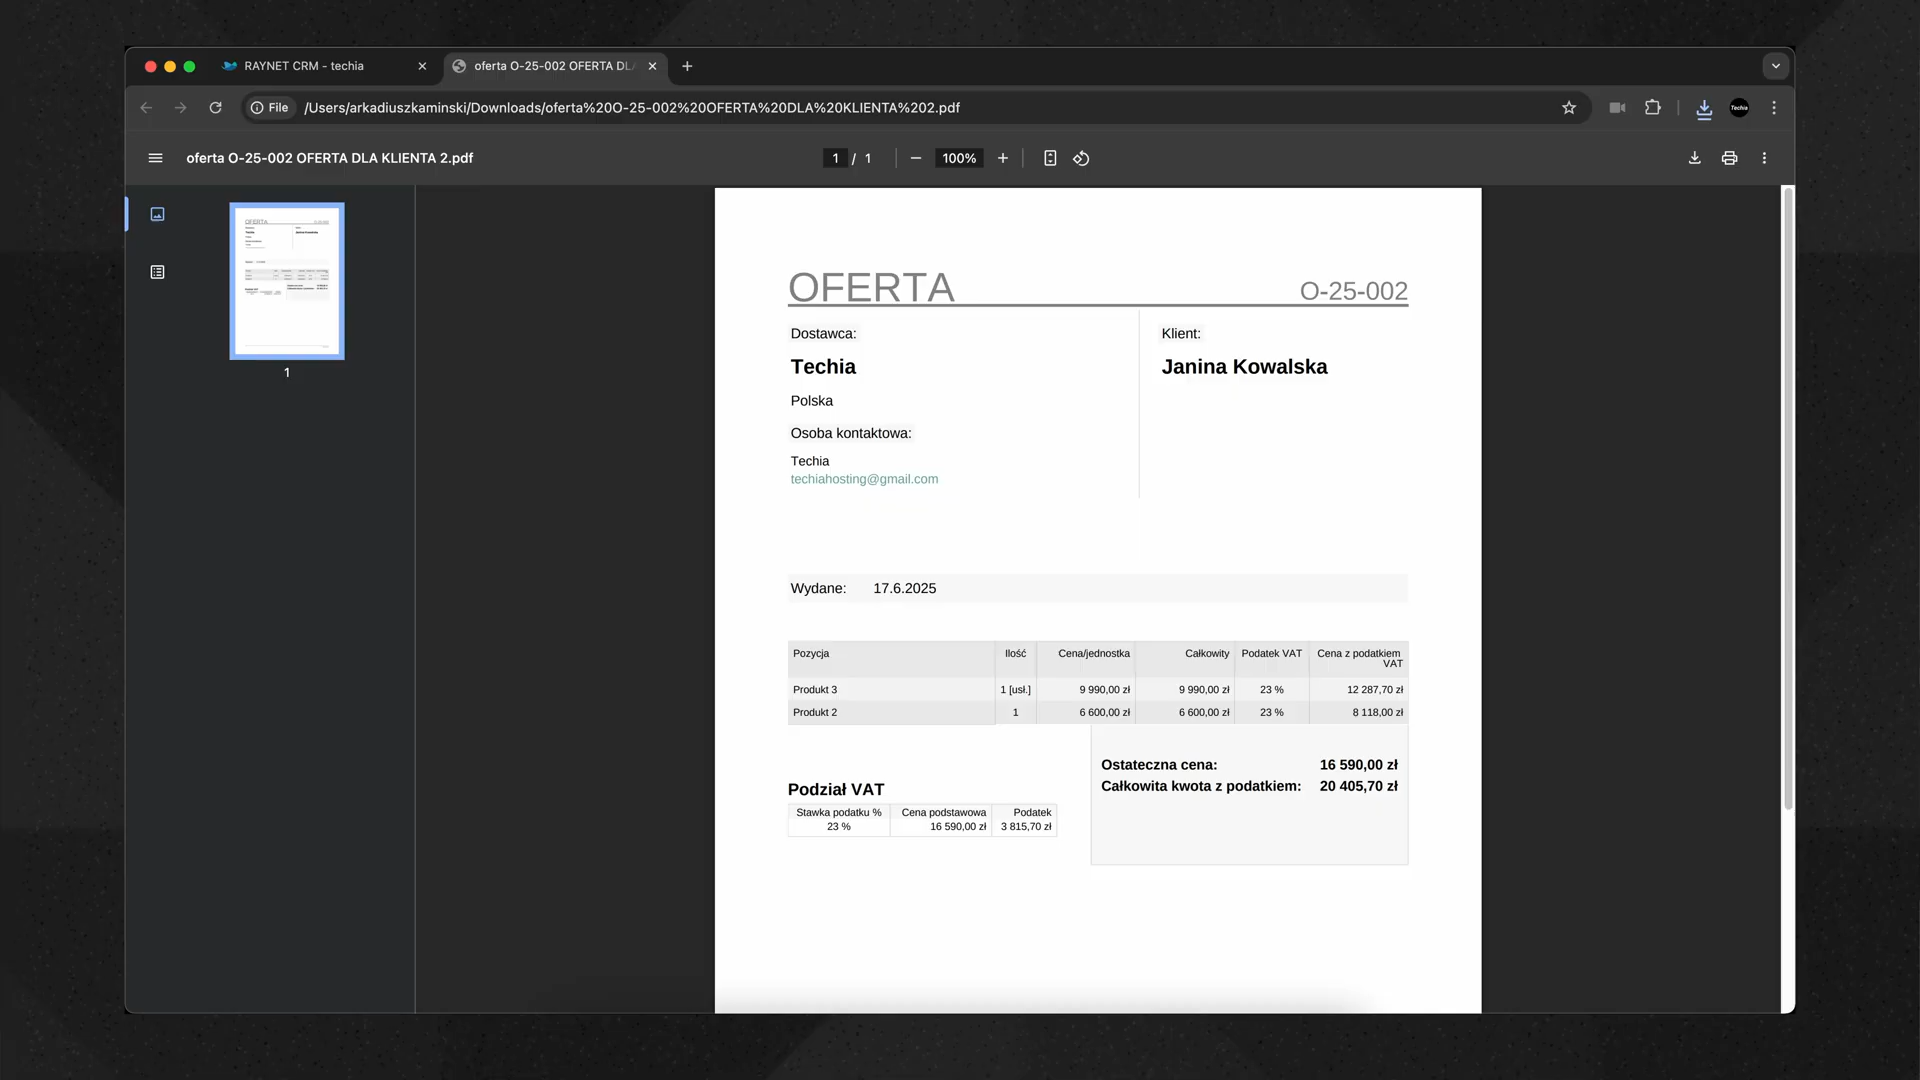 RAYNET CRM - techia
oferta O-25-002 OFERTA DL
File
/Users/arkadiuszkaminski/Downloads/oferta%20O-25-002%20OFERTA%20DLA%20KLIENTA%202.pdf
Techia
oferta O-25-002 OFERTA DLA KLIENTA 2.pdf
1 / 1
100%
1
OFERTA
O-25-002
Dostawca:
Klient:
Techia
Janina Kowalska
Polska
Osoba kontaktowa:
Techia
techiahosting@gmail.com
Wydane: 17.6.2025
Pozycja Ilość Cena/jednostka Całkowity Podatek VAT Cena z podatkiem VAT
Produkt 3 1 [usł.] 9 990,00 zł 9 990,00 zł 23 % 12 287,70 zł
Produkt 2 1 6 600,00 zł 6 600,00 zł 23 % 8 118,00 zł
Ostateczna cena: 16 590,00 zł
Całkowita kwota z podatkiem: 20 405,70 zł
Podział VAT
Stawka podatku % Cena podstawowa Podatek
23 % 16 590,00 zł 3 815,70 zł